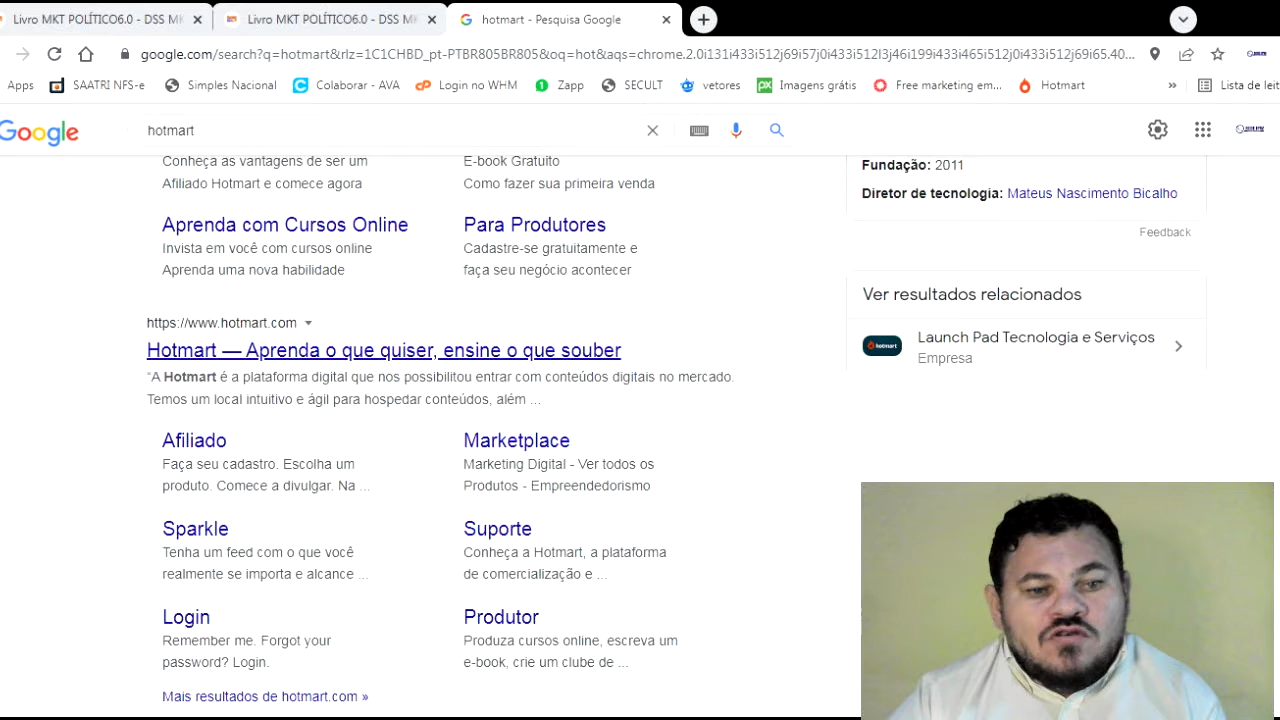 Livro MKT POLÍTICO6.0 - DSS MK
Livro MKT POLÍTICO6.0 - DSS MK
hotmart - Pesquisa Google
google.com/search?q=hotmart&rlz=1C1CHBD_pt-PTBR805BR805&oq=hot&aqs=chrome.2.0i131i433i512j69i57j0i433i512l3j46i199i433i465i512j0i433i512j69i65.40...
Apps
SAATRI NFS-e
Simples Nacional
Colaborar - AVA
Login no WHM
Zapp
SECULT
vetores
Imagens grátis
Free marketing em...
Hotmart
»
Lista de leit
Google
hotmart
Conheça as vantagens de ser um
Afiliado Hotmart e comece agora
E-book Gratuito
Como fazer sua primeira venda
Aprenda com Cursos Online
Invista em você com cursos online
Aprenda uma nova habilidade
Para Produtores
Cadastre-se gratuitamente e
faça seu negócio acontecer
https://www.hotmart.com
Hotmart — Aprenda o que quiser, ensine o que souber
"A Hotmart é a plataforma digital que nos possibilitou entrar com conteúdos digitais no mercado.
Temos um local intuitivo e ágil para hospedar conteúdos, além ...
Afiliado
Faça seu cadastro. Escolha um
produto. Comece a divulgar. Na ...
Marketplace
Marketing Digital - Ver todos os
Produtos - Empreendedorismo
Sparkle
Tenha um feed com o que você
realmente se importa e alcance ...
Suporte
Conheça a Hotmart, a plataforma
de comercialização e ...
Login
Remember me. Forgot your
password? Login.
Produtor
Produza cursos online, escreva um
e-book, crie um clube de ...
Mais resultados de hotmart.com »
Fundação: 2011
Diretor de tecnologia: Mateus Nascimento Bicalho
Feedback
Ver resultados relacionados
hotmart
Launch Pad Tecnologia e Serviços
Empresa